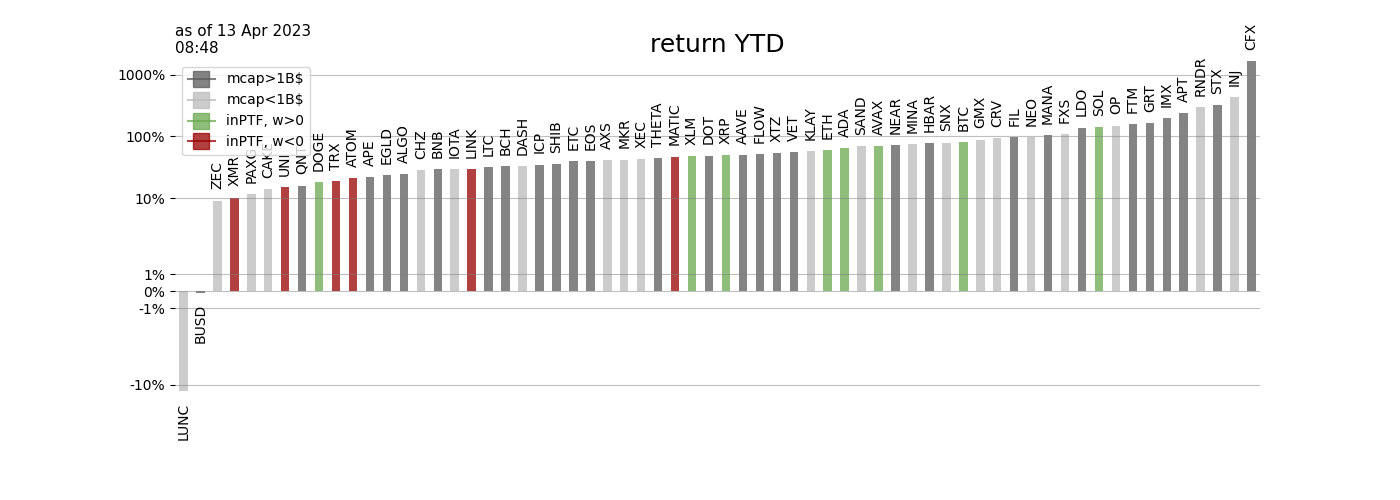 as of 13 Apr 2023
08:48
return YTD
mcap>1B$
mcap<1B$
inPTF, w>0
inPTF, w<0
1000%
100%
10%
1%
0%
-1%
-10%
LUNC
BUSD
ZEC
XMR
PAXG
CAKE
UNI
QNT
DOGE
TRX
ATOM
APE
EGLD
ALGO
CHZ
BNB
IOTA
LINK
LTC
BCH
DASH
ICP
SHIB
ETC
EOS
AXS
MKR
XEC
THETA
MATIC
XLM
DOT
XRP
AAVE
FLOW
XTZ
VET
KLAY
ETH
ADA
SAND
AVAX
NEAR
MINA
HBAR
SNX
BTC
GMX
CRV
FIL
NEO
MANA
FXS
LDO
SOL
OP
FTM
GRT
IMX
APT
RNDR
STX
INJ
CFX